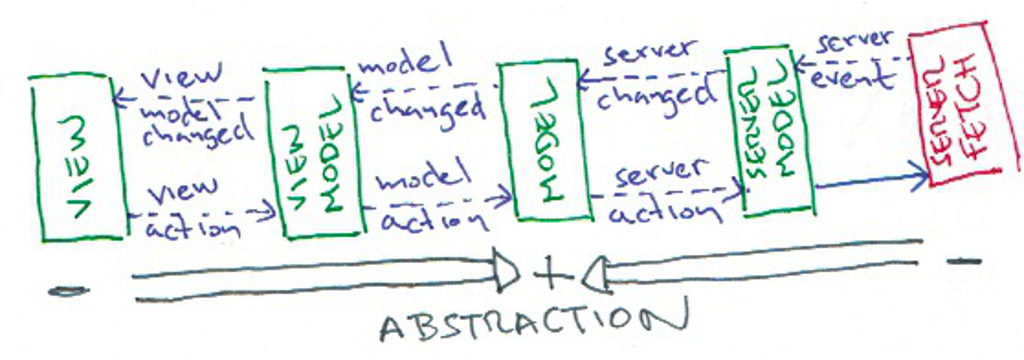 VIEW
view
model
changed
view
action
VIEW
MODEL
model
changed
model
action
MODEL
server
changed
server
action
SERVER
MODEL
server
event
SERVER
FETCH
- + -
ABSTRACTION